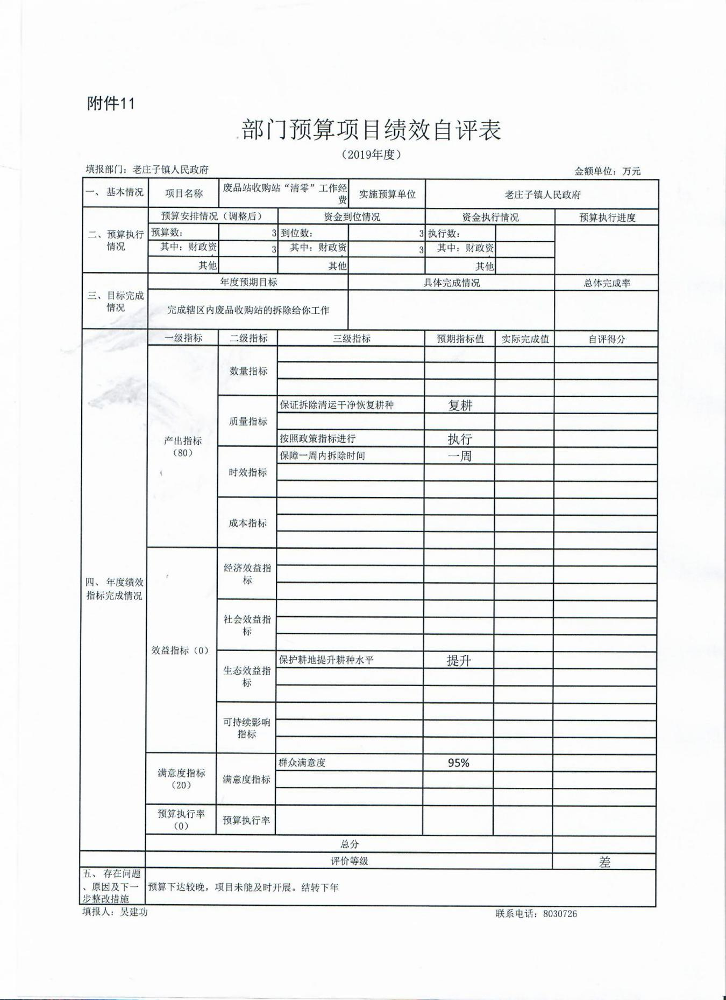 附件11
部门预算项目绩效自评表
（2019年度）
填报部门：老庄子镇人民政府 金额单位：万元
一、基本情况 项目名称 废品站收购站“清零”工作经费 实施预算单位 老庄子镇人民政府
二、预算执行情况 预算安排情况（调整后） 资金到位情况 资金执行情况 预算执行进度
预算数： 3 到位数： 3 执行数：
其中：财政资 3 其中：财政资 3 其中：财政资
其他 其他 其他
三、目标完成情况 年度预期目标 具体完成情况 总体完成率
完成辖区内废品收购站的拆除给你工作
四、年度绩效指标完成情况 一级指标 二级指标 三级指标 预期指标值 实际完成值 自评得分
产出指标（80） 数量指标
质量指标 保证拆除清运干净恢复耕种 复耕
按照政策指标进行 执行
时效指标 保障一周内拆除时间 一周
成本指标
效益指标（0） 经济效益指标
社会效益指标
生态效益指标 保护耕地提升耕种水平 提升
可持续影响指标
满意度指标（20） 满意度指标 群众满意度 95%
预算执行率（0） 预算执行率
总分
评价等级 差
五、存在问题、原因及下一步整改措施 预算下达较晚，项目未能及时开展。结转下年
填报人：吴建功 联系电话：8030726